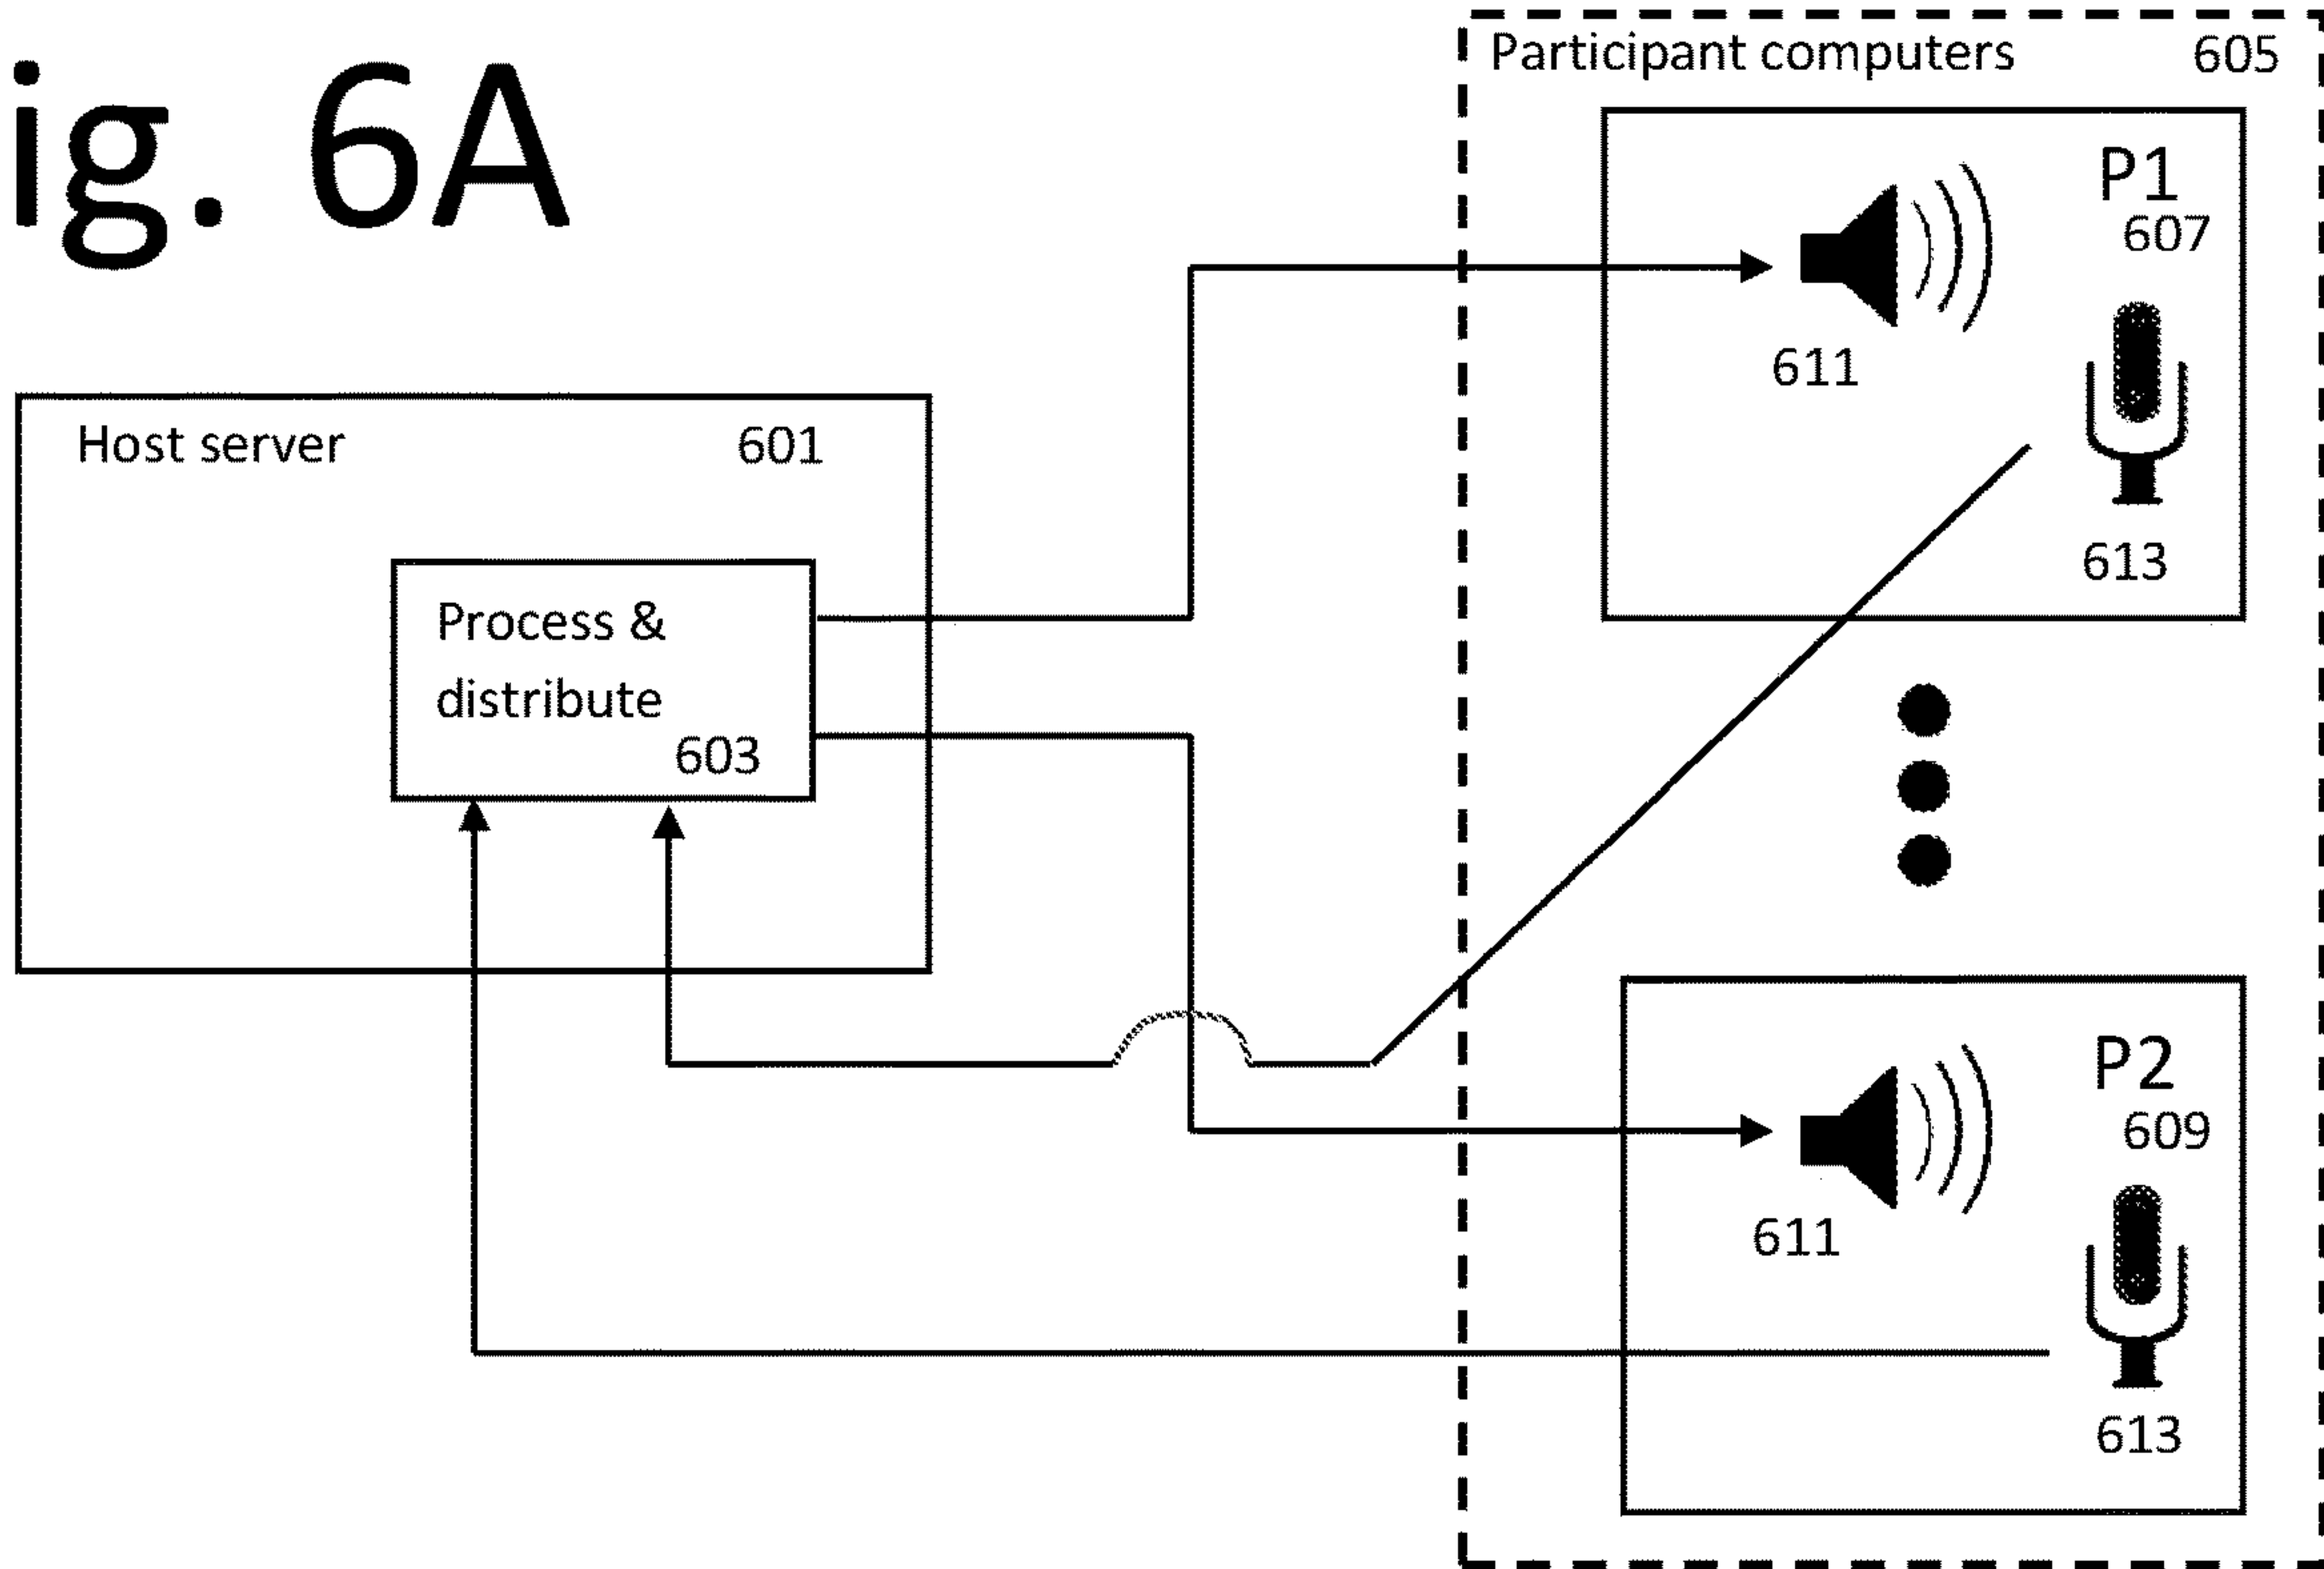 ig. 6A
Participant computers 605
P1
607
611
613
Host server 601
Process &
distribute
603
P2
609
611
613